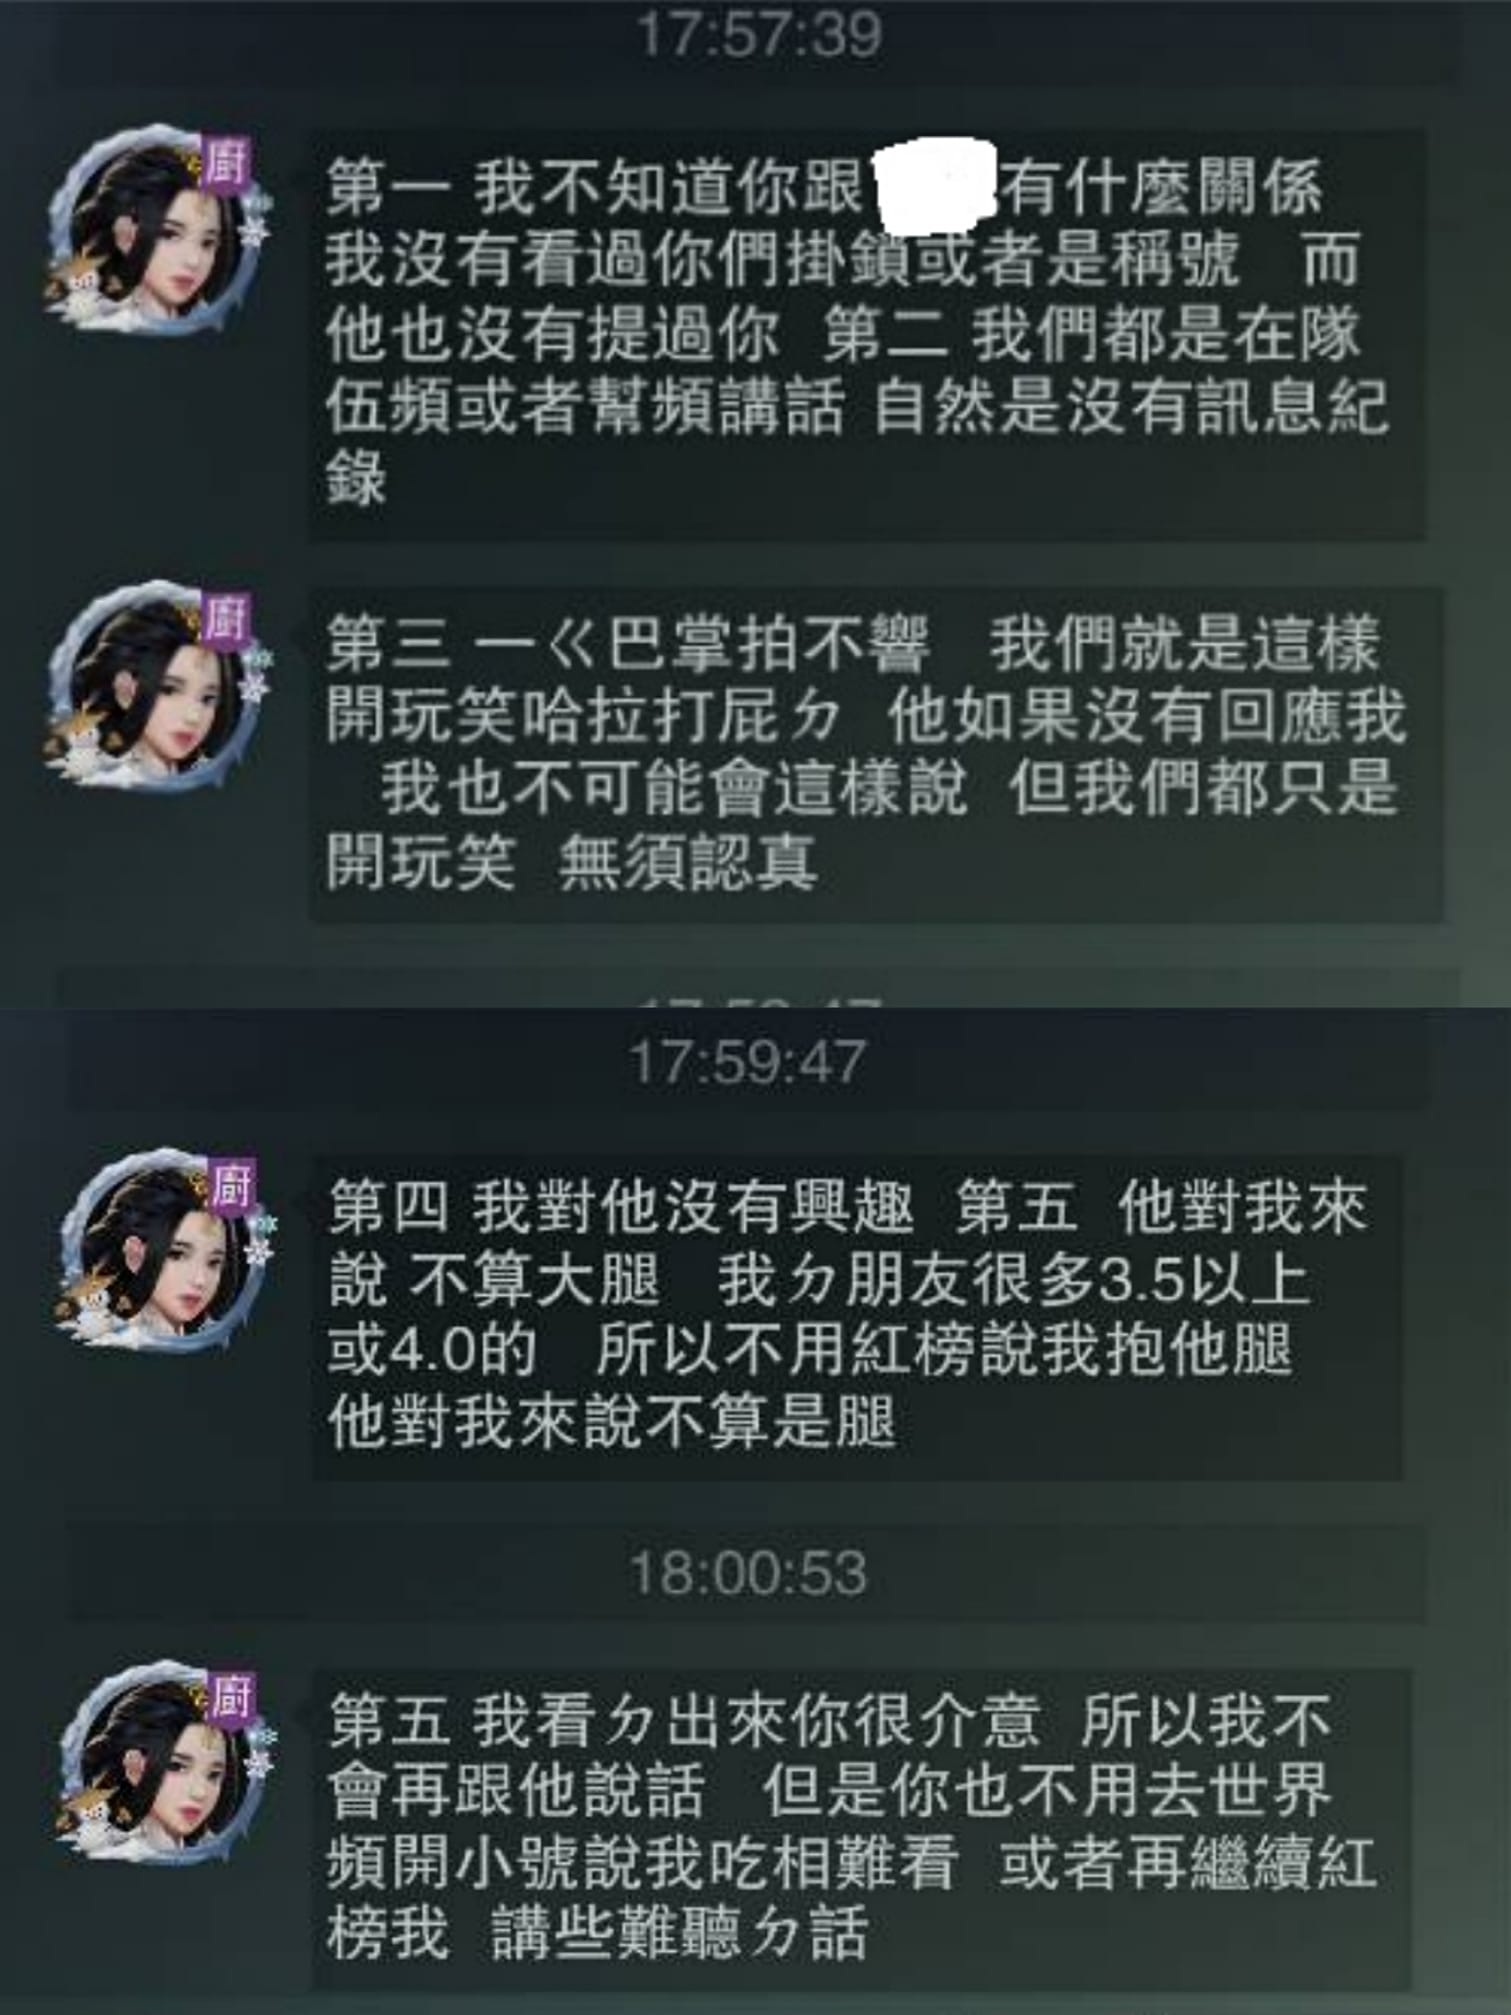 17:57:39
廚
第一 我不知道你跟 有什麼關係
我沒有看過你們掛鎖或者是稱號 而
他也沒有提過你 第二 我們都是在隊
伍頻或者幫頻講話 自然是沒有訊息紀
錄
廚
第三 一ㄍ巴掌拍不響 我們就是這樣
開玩笑哈拉打屁ㄉ 他如果沒有回應我
我也不可能會這樣說 但我們都只是
開玩笑 無須認真
17:59:47
廚
第四 我對他沒有興趣 第五 他對我來
說 不算大腿 我ㄉ朋友很多3.5以上
或4.0的 所以不用紅榜說我抱他腿
他對我來說不算是腿
18:00:53
廚
第五 我看ㄉ出來你很介意 所以我不
會再跟他說話 但是你也不用去世界
頻開小號說我吃相難看 或者再繼續紅
榜我 講些難聽ㄉ話